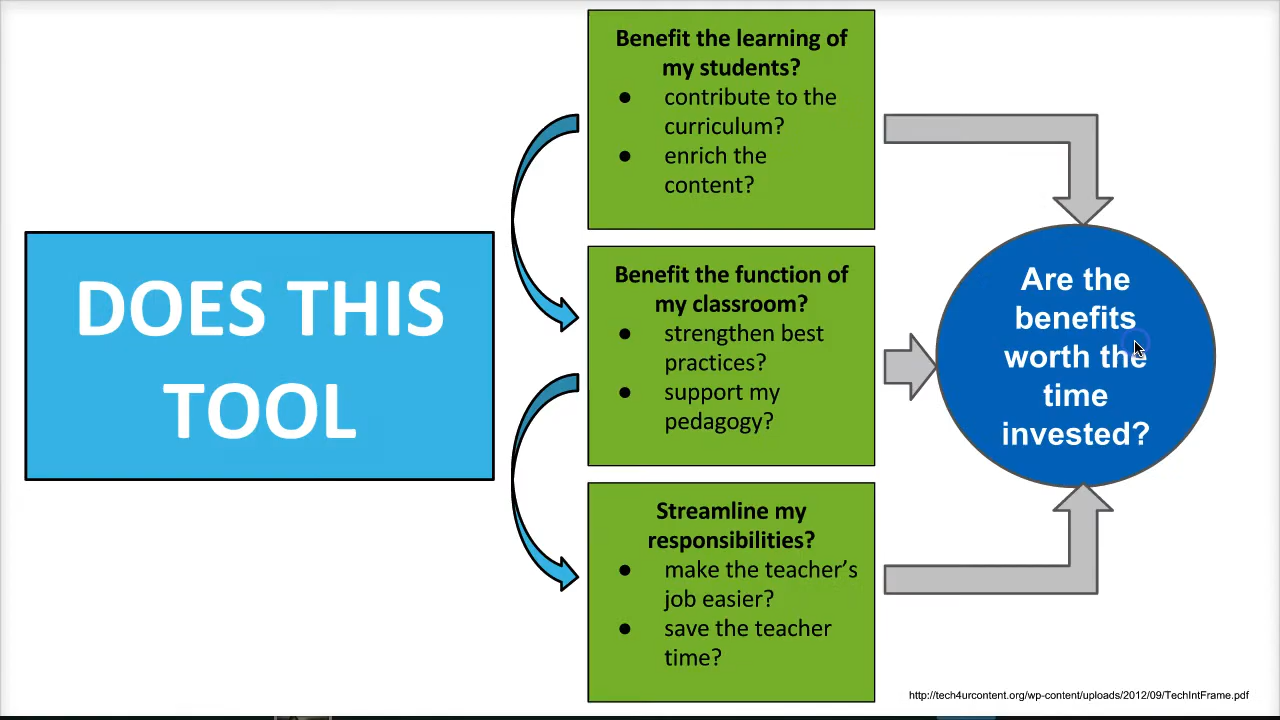 DOES THIS
TOOL
Benefit the learning of
my students?
● contribute to the
curriculum?
● enrich the
content?
Benefit the function of
my classroom?
● strengthen best
practices?
● support my
pedagogy?
Streamline my
responsibilities?
● make the teacher’s
job easier?
● save the teacher
time?
Are the
benefits
worth the
time
invested?
http://tech4urcontent.org/wp-content/uploads/2012/09/TechIntFrame.pdf